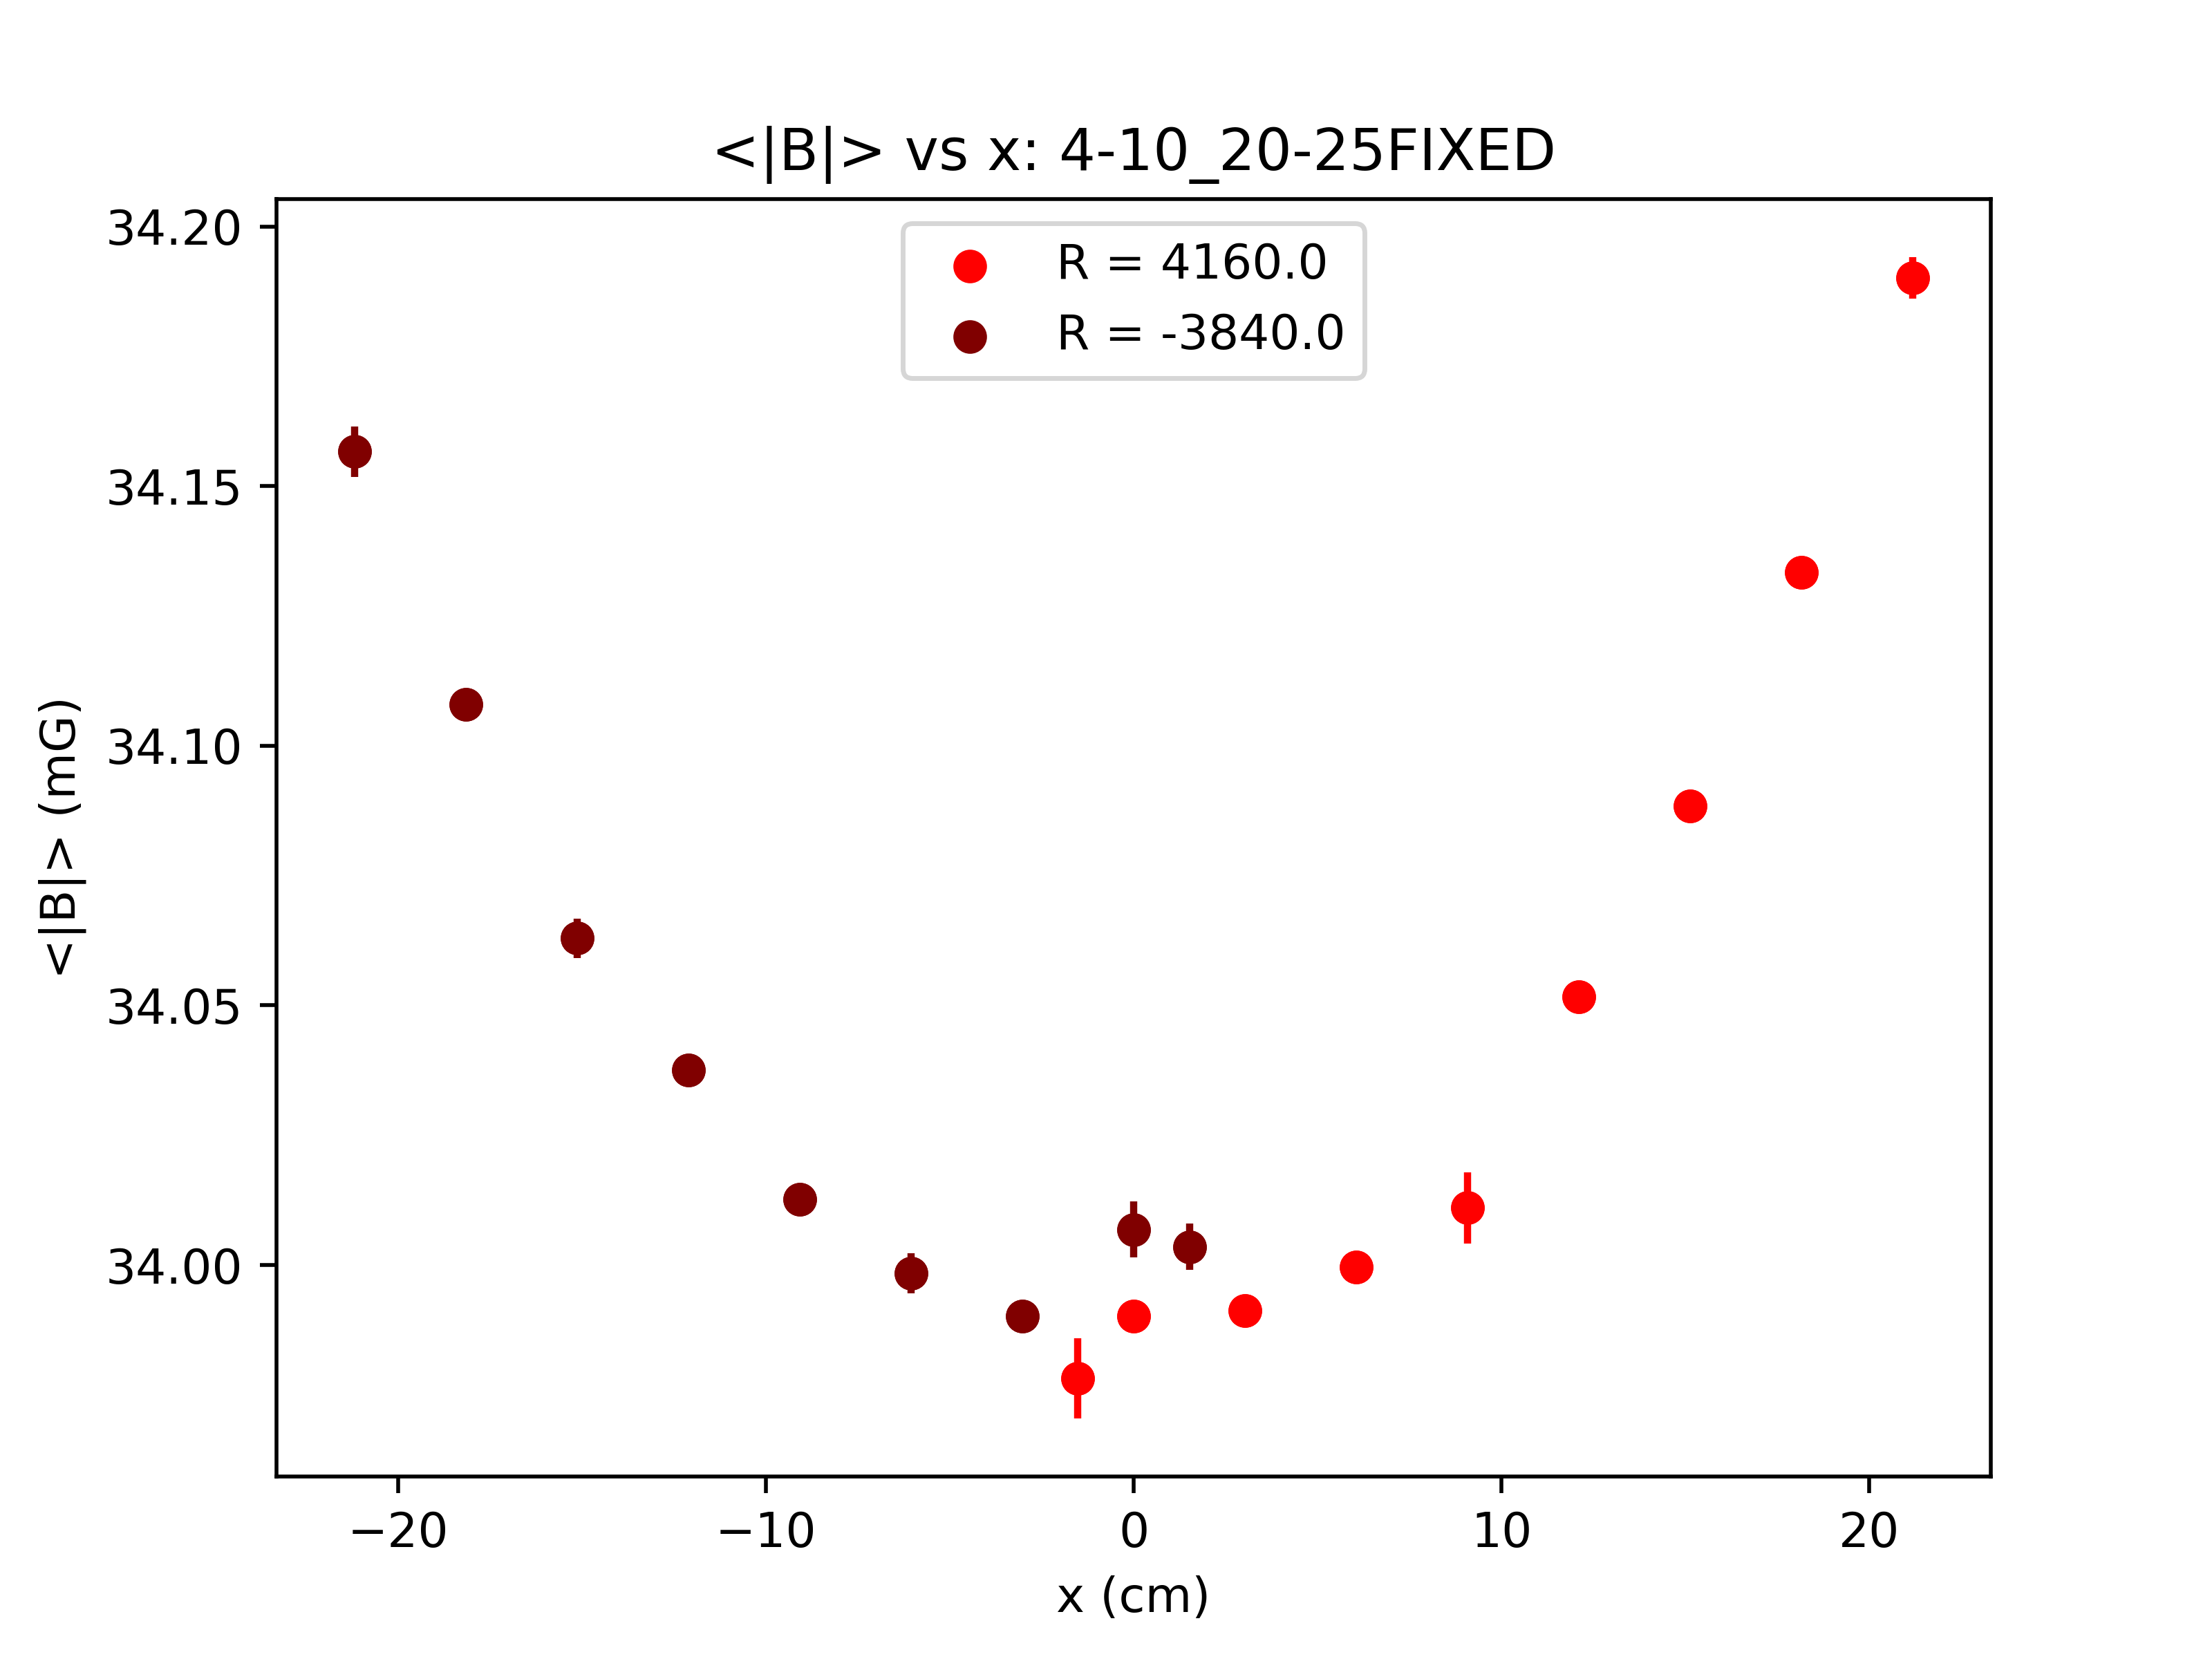 <|B|> vs x: 4-10_20-25FIXED
R = 4160.0
R = -3840.0
34.20
34.15
34.10
34.05
34.00
<|B|> (mG)
−20 −10 0 10 20
x (cm)